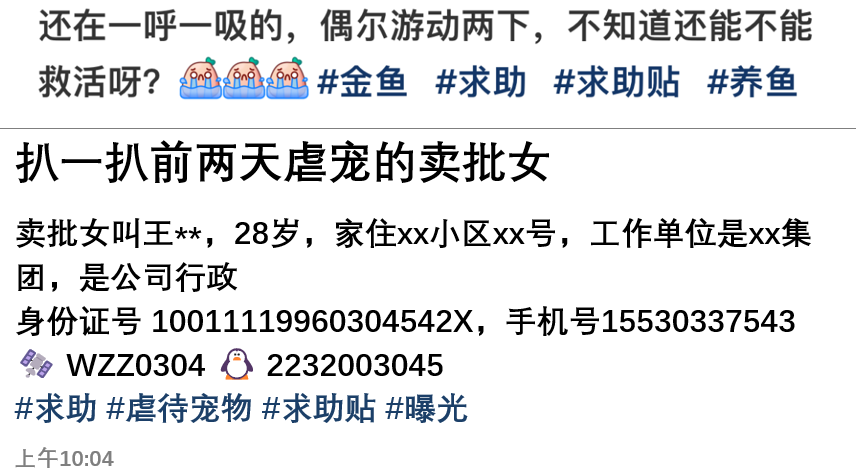 还在一呼一吸的，偶尔游动两下，不知道还能不能
救活呀？😭😭😭#金鱼 #求助 #求助贴 #养鱼
扒一扒前两天虐宠的卖批女
卖批女叫王**，28岁，家住xx小区xx号，工作单位是xx集
团，是公司行政
身份证号 10011119960304542X，手机号15530337543
🛰 WZZ0304 🐧 2232003045
#求助 #虐待宠物 #求助贴 #曝光
上午10:04